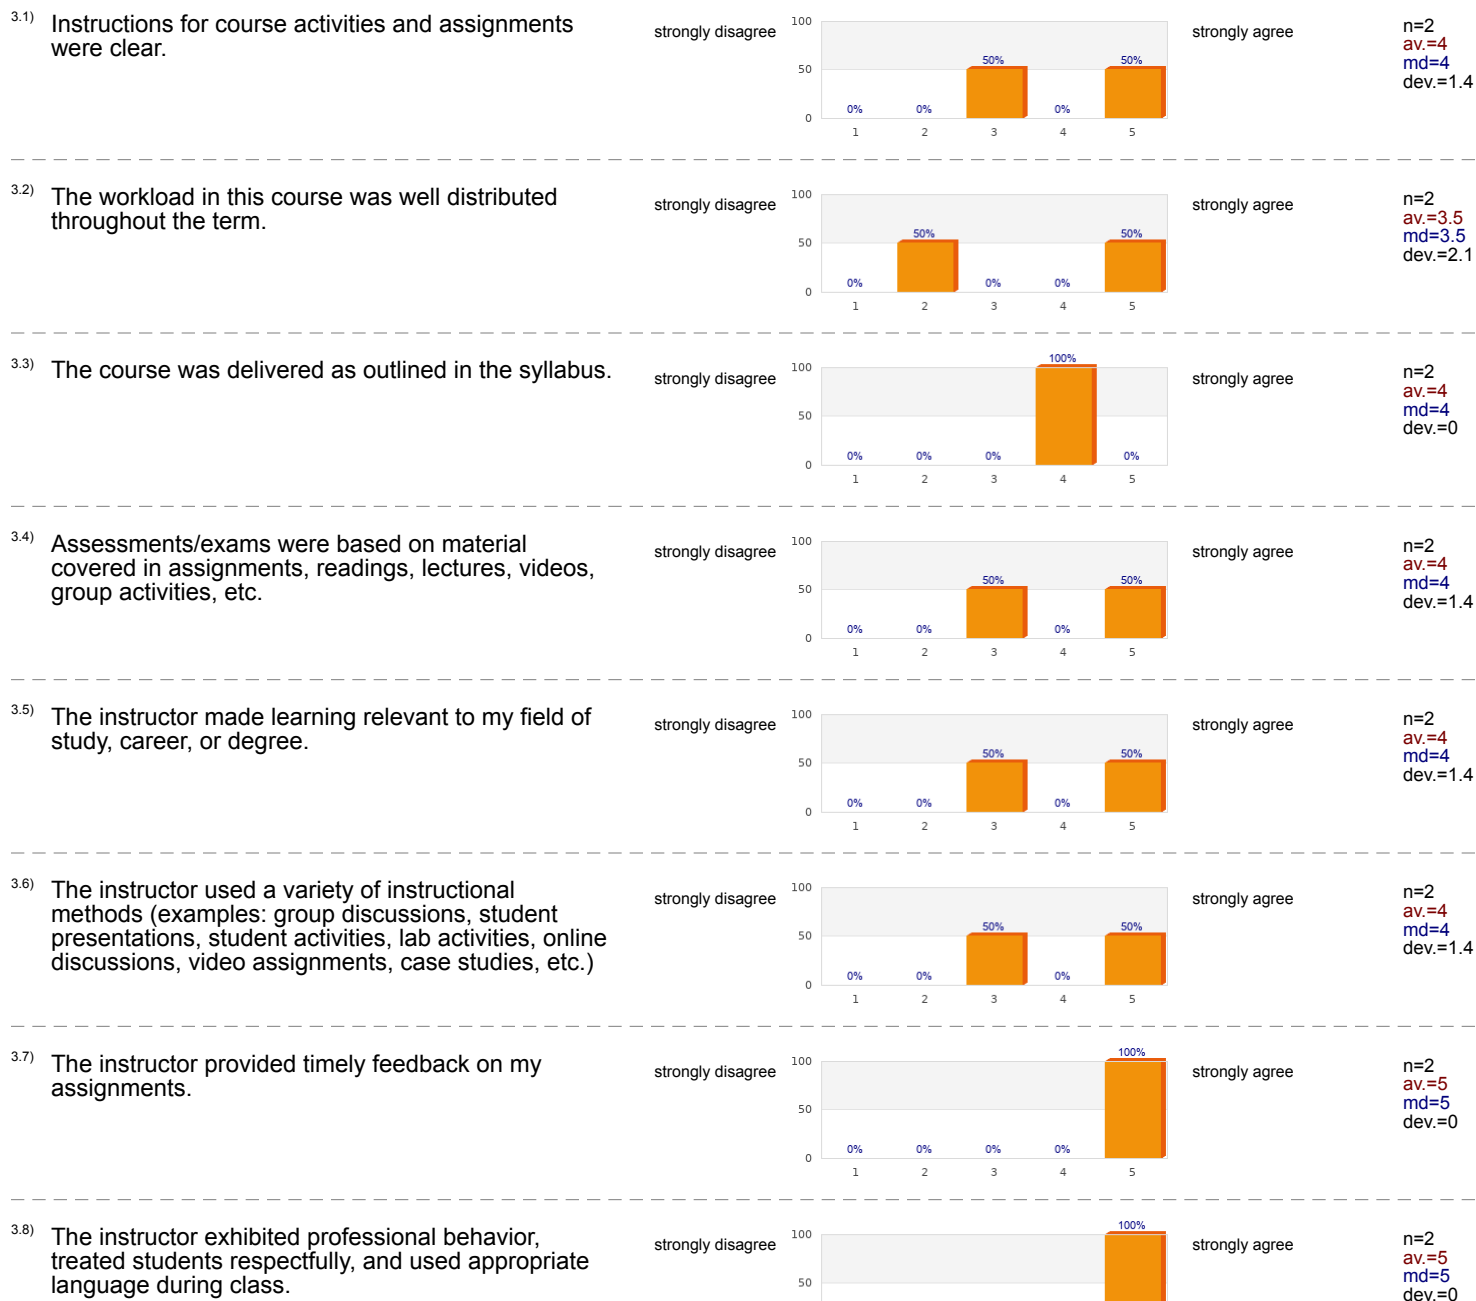 3.1) Instructions for course activities and assignments
were clear.
strongly disagree
100
50
0
0%
0%
50%
0%
50%
1 2 3 4 5
strongly agree
n=2
av.=4
md=4
dev.=1.4
3.2) The workload in this course was well distributed
throughout the term.
strongly disagree
100
50
0
0%
50%
0%
0%
50%
1 2 3 4 5
strongly agree
n=2
av.=3.5
md=3.5
dev.=2.1
3.3) The course was delivered as outlined in the syllabus.
strongly disagree
100
50
0
0%
0%
0%
100%
0%
1 2 3 4 5
strongly agree
n=2
av.=4
md=4
dev.=0
3.4) Assessments/exams were based on material
covered in assignments, readings, lectures, videos,
group activities, etc.
strongly disagree
100
50
0
0%
0%
50%
0%
50%
1 2 3 4 5
strongly agree
n=2
av.=4
md=4
dev.=1.4
3.5) The instructor made learning relevant to my field of
study, career, or degree.
strongly disagree
100
50
0
0%
0%
50%
0%
50%
1 2 3 4 5
strongly agree
n=2
av.=4
md=4
dev.=1.4
3.6) The instructor used a variety of instructional
methods (examples: group discussions, student
presentations, student activities, lab activities, online
discussions, video assignments, case studies, etc.)
strongly disagree
100
50
0
0%
0%
50%
0%
50%
1 2 3 4 5
strongly agree
n=2
av.=4
md=4
dev.=1.4
3.7) The instructor provided timely feedback on my
assignments.
strongly disagree
100
50
0
0%
0%
0%
0%
100%
1 2 3 4 5
strongly agree
n=2
av.=5
md=5
dev.=0
3.8) The instructor exhibited professional behavior,
treated students respectfully, and used appropriate
language during class.
strongly disagree
100
50
100%
strongly agree
n=2
av.=5
md=5
dev.=0